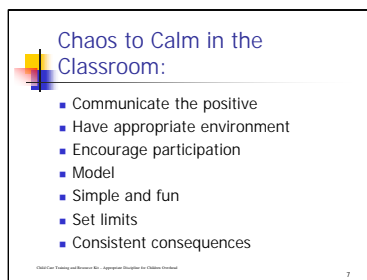 Chaos to Calm in the
Classroom:
Communicate the positive
Have appropriate environment
Encourage participation
Model
Simple and fun
Set limits
Consistent consequences
Child Care Training and Resource Kit – Appropriate Discipline for Children Overhead
7